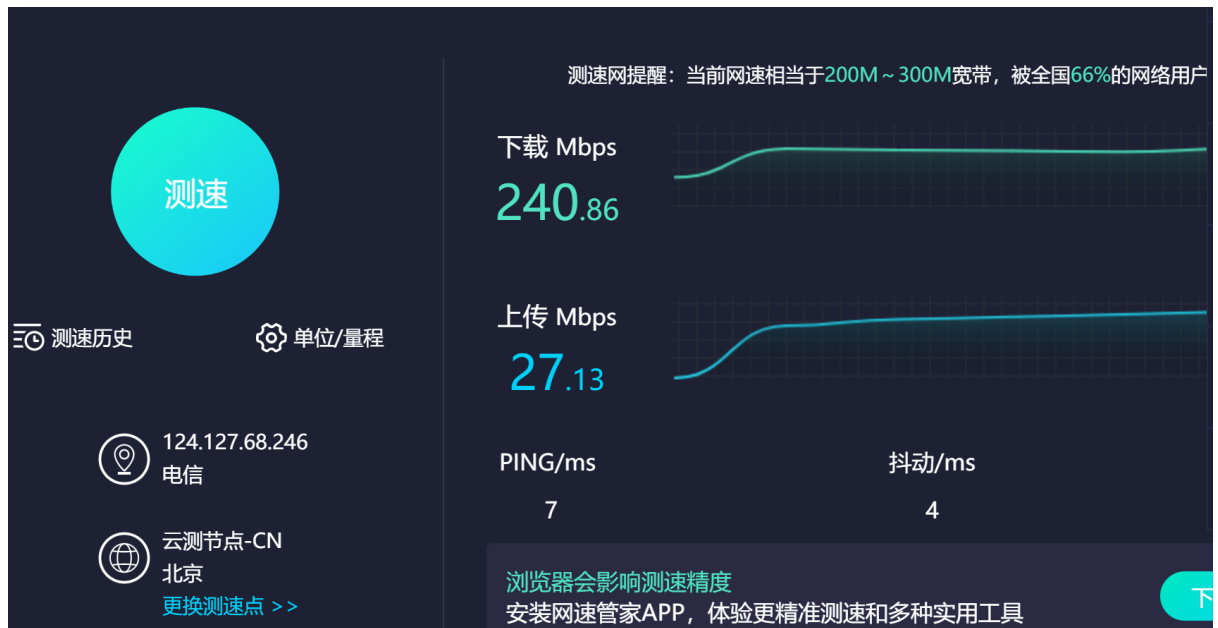 测速网提醒：当前网速相当于200M～300M宽带，被全国66%的网络用户
测速
测速历史
单位/量程
124.127.68.246
电信
云测节点-CN
北京
更换测速点 >>
下载 Mbps
240.86
上传 Mbps
27.13
PING/ms
抖动/ms
7
4
浏览器会影响测速精度
安装网速管家APP，体验更精准测速和多种实用工具
下